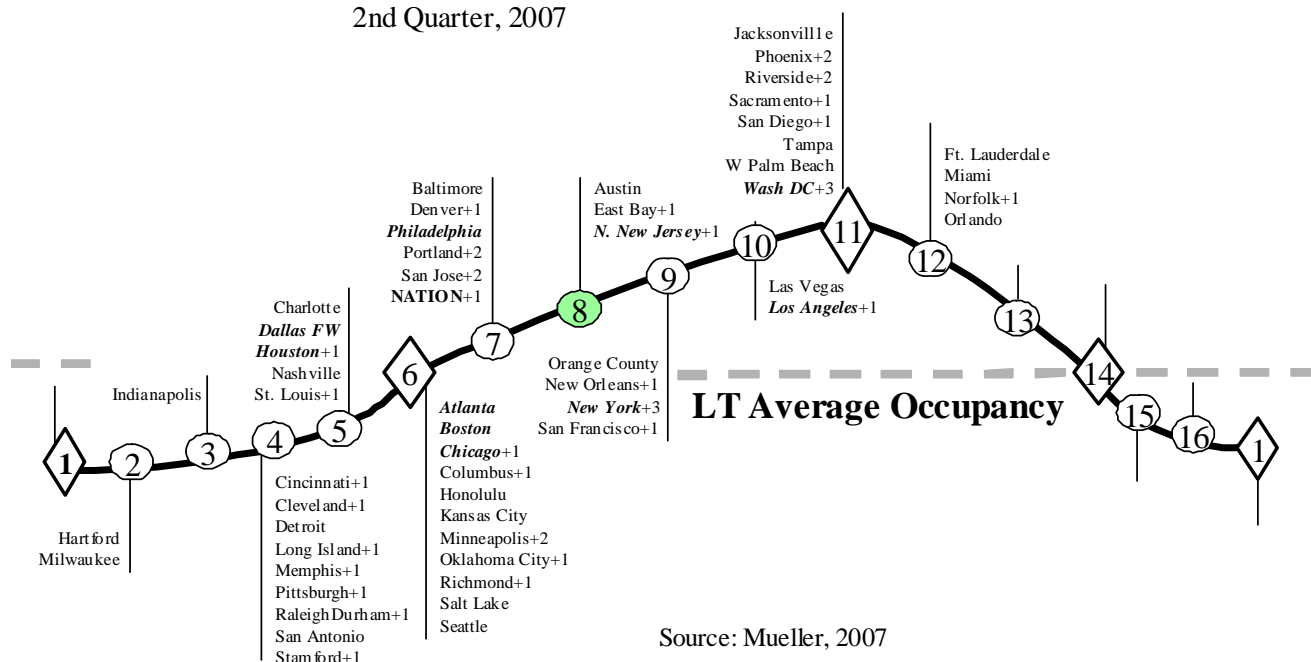 2nd Quarter, 2007
Jacksonville
Phoenix+2
Riverside+2
Sacramento+1
San Diego+1
Tampa
W Palm Beach
Wash DC+3
Ft. Lauderdale
Miami
Norfolk+1
Orlando
Baltimore
Denver+1
Philadelphia
Portland+2
San Jose+2
NATION+1
Austin
East Bay+1
N. New Jersey+1
Las Vegas
Los Angeles+1
Charlotte
Dallas FW
Houston+1
Nashville
St. Louis+1
Indianapolis
Orange County
New Orleans+1
New York+3
San Francisco+1
LT Average Occupancy
1
2
3
4
5
6
7
8
9
10
11
12
13
14
15
16
1
Hartford
Milwaukee
Cincinnati+1
Cleveland+1
Detroit
Long Island+1
Memphis+1
Pittsburgh+1
Raleigh Durham+1
San Antonio
Stamford+1
Atlanta
Boston
Chicago+1
Columbus+1
Honolulu
Kansas City
Minneapolis+2
Oklahoma City+1
Richmond+1
Salt Lake
Seattle
Source: Mueller, 2007